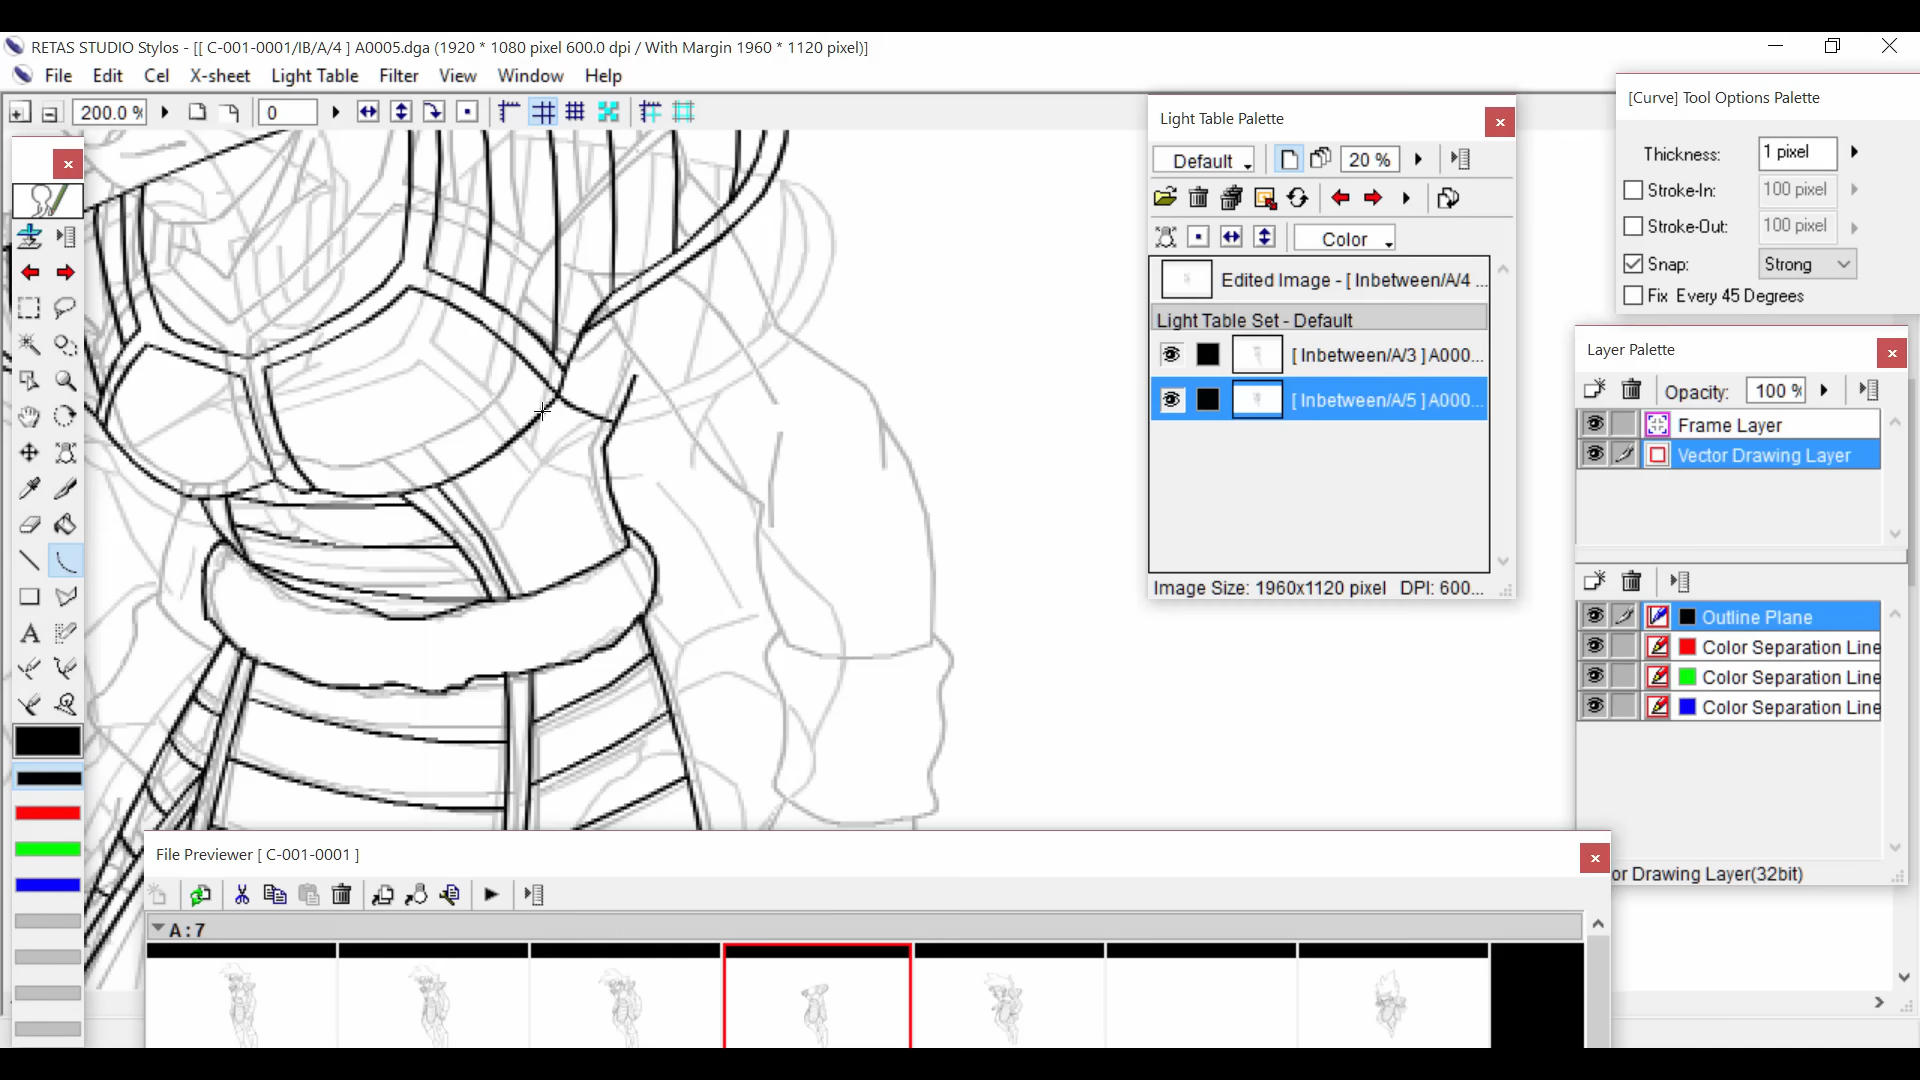 RETAS STUDIO Stylos - [[ C-001-0001/IB/A/4 ] A0005.dga (1920 * 1080 pixel 600.0 dpi / With Margin 1960 * 1120 pixel)]
File Edit Cel X-sheet Light Table Filter View Window Help
200.0 % 0
Light Table Palette
Default 20 %
Color
Edited Image - [ Inbetween/A/4 ...
Light Table Set - Default
[ Inbetween/A/3 ] A000...
[ Inbetween/A/5 ] A000...
Image Size: 1960x1120 pixel DPI: 600...
[Curve] Tool Options Palette
Thickness: 1 pixel
Stroke-In: 100 pixel
Stroke-Out: 100 pixel
Snap: Strong
Fix Every 45 Degrees
Layer Palette
Opacity: 100 %
Frame Layer
Vector Drawing Layer
Outline Plane
Color Separation Line
Color Separation Line
Color Separation Line
or Drawing Layer(32bit)
A
File Previewer [ C-001-0001 ]
A:7